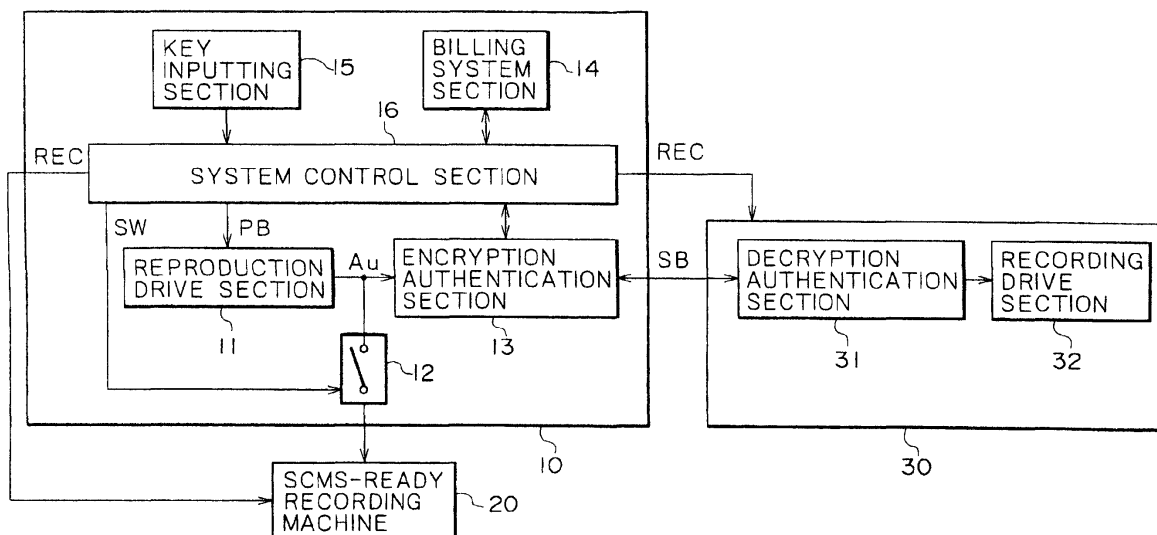 KEY
INPUTTING
SECTION
15
BILLING
SYSTEM
SECTION
14
16
REC
SYSTEM CONTROL SECTION
REC
SW
PB
REPRODUCTION
DRIVE SECTION
11
Au
ENCRYPTION
AUTHENTICATION
SECTION
13
SB
DECRYPTION
AUTHENTICATION
SECTION
31
RECORDING
DRIVE
SECTION
32
12
10
30
SCMS-READY
RECORDING
MACHINE
20